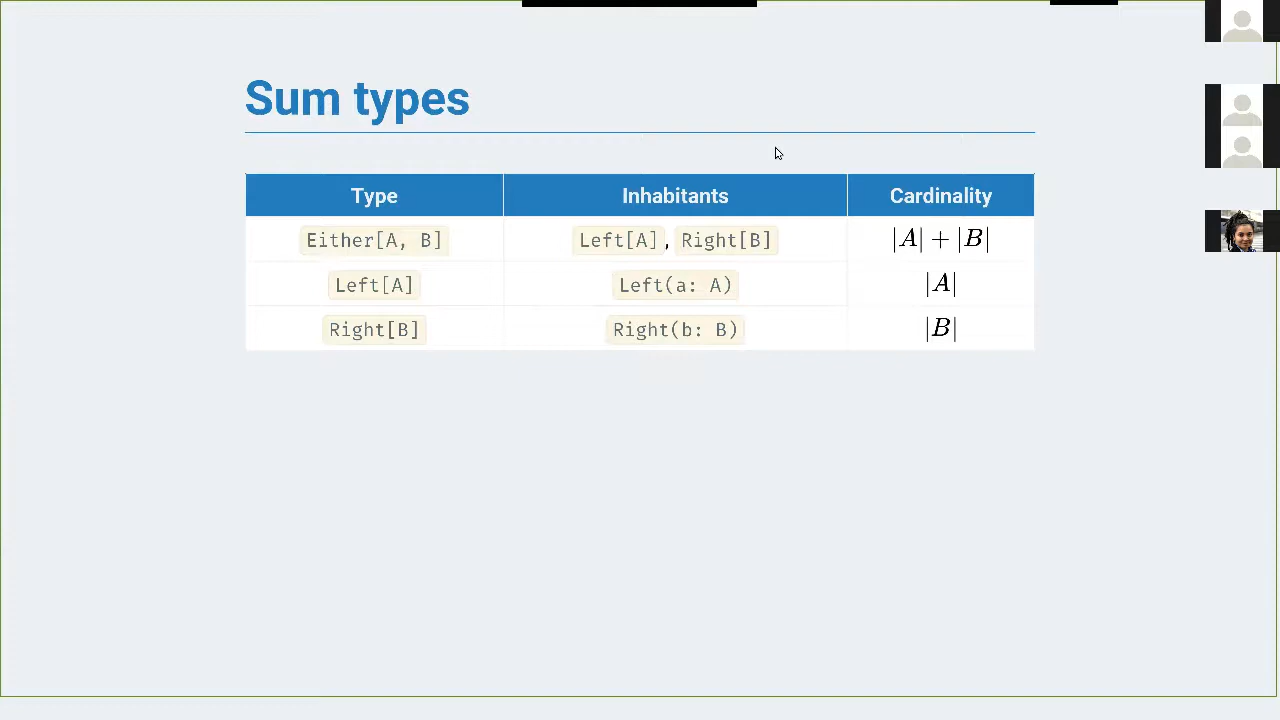 Sum types
Type Inhabitants Cardinality
Either[A, B] Left[A], Right[B] |A| + |B|
Left[A] Left(a: A) |A|
Right[B] Right(b: B) |B|